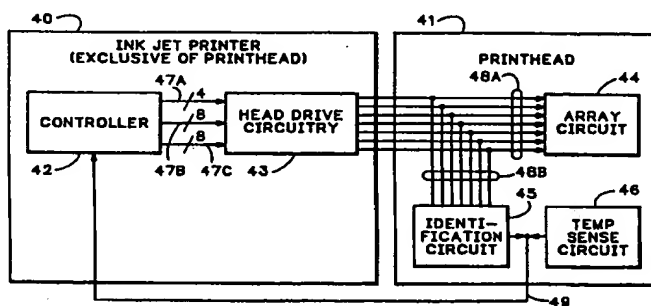 40
INK JET PRINTER
(EXCLUSIVE OF PRINTHEAD)
47A
4
8
8
CONTROLLER
42
47B
47C
HEAD DRIVE
CIRCUITRY
43
41
PRINTHEAD
48A
44
ARRAY
CIRCUIT
48B
45
46
IDENTI-
FICATION
CIRCUIT
TEMP
SENSE
CIRCUIT
49